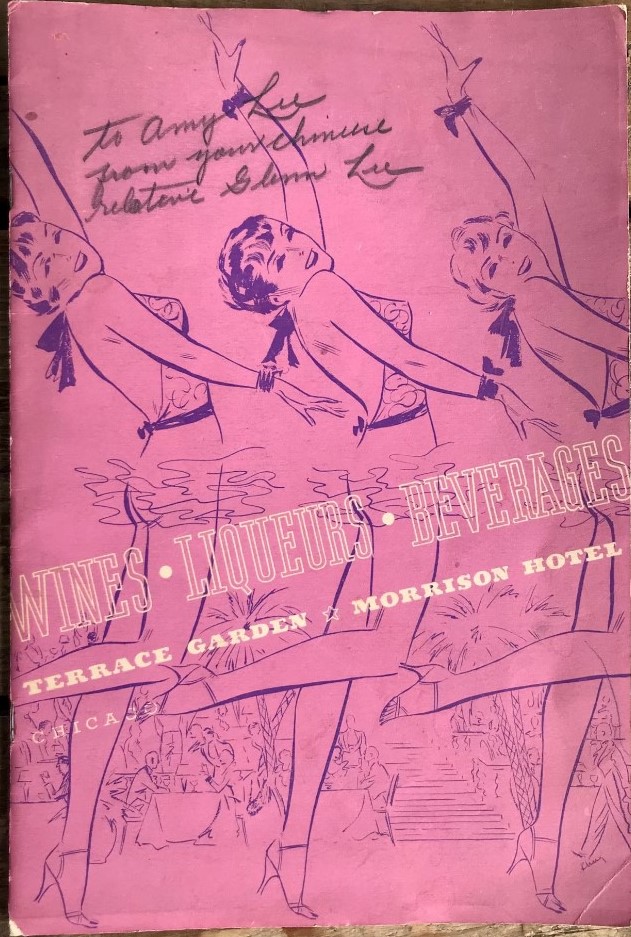 to Amy Lee
from your chinese
relative Glenn Lee
WINES • LIQUEURS • BEVERAGES
TERRACE GARDEN ☆ MORRISON HOTEL
CHICAGO